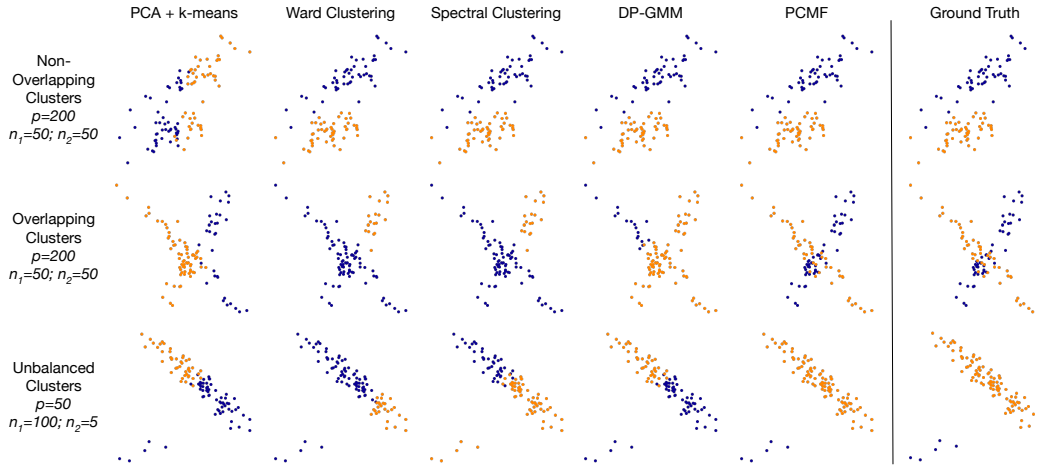 PCA + k-means Ward Clustering Spectral Clustering DP-GMM PCMF Ground Truth
Non-
Overlapping
Clusters
p=200
n₁=50; n₂=50
Overlapping
Clusters
p=200
n₁=50; n₂=50
Unbalanced
Clusters
p=50
n₁=100; n₂=5